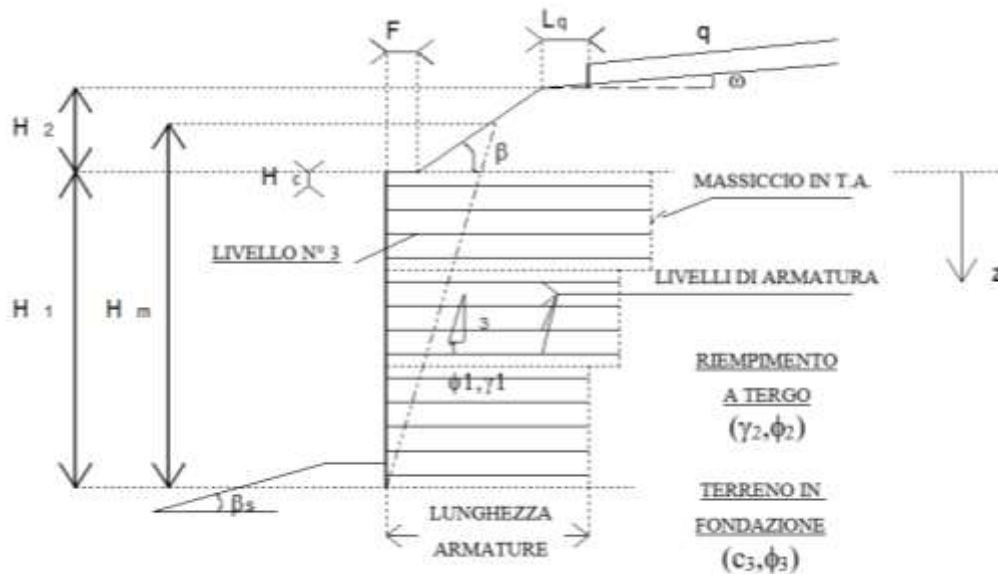 F
L q
q
ω
H 2
β
H c
MASSICCIO IN T.A.
LIVELLO N° 3
z
LIVELLI DI ARMATURA
H 1
H m
3
ϕ1,γ1
RIEMPIMENTO
A TERGO
(γ2,ϕ2)
βs
LUNGHEZZA
ARMATURE
TERRENO IN
FONDAZIONE
(c3,ϕ3)